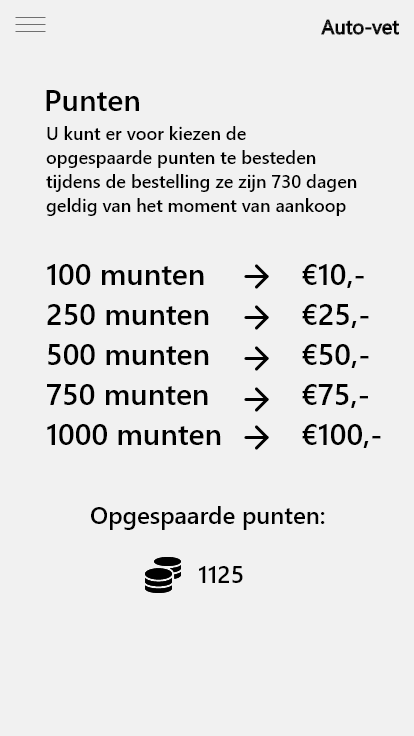 Auto-vet
Punten
U kunt er voor kiezen de
opgespaarde punten te besteden
tijdens de bestelling ze zijn 730 dagen
geldig van het moment van aankoop
100 munten → €10,-
250 munten → €25,-
500 munten → €50,-
750 munten → €75,-
1000 munten → €100,-
Opgespaarde punten:
1125